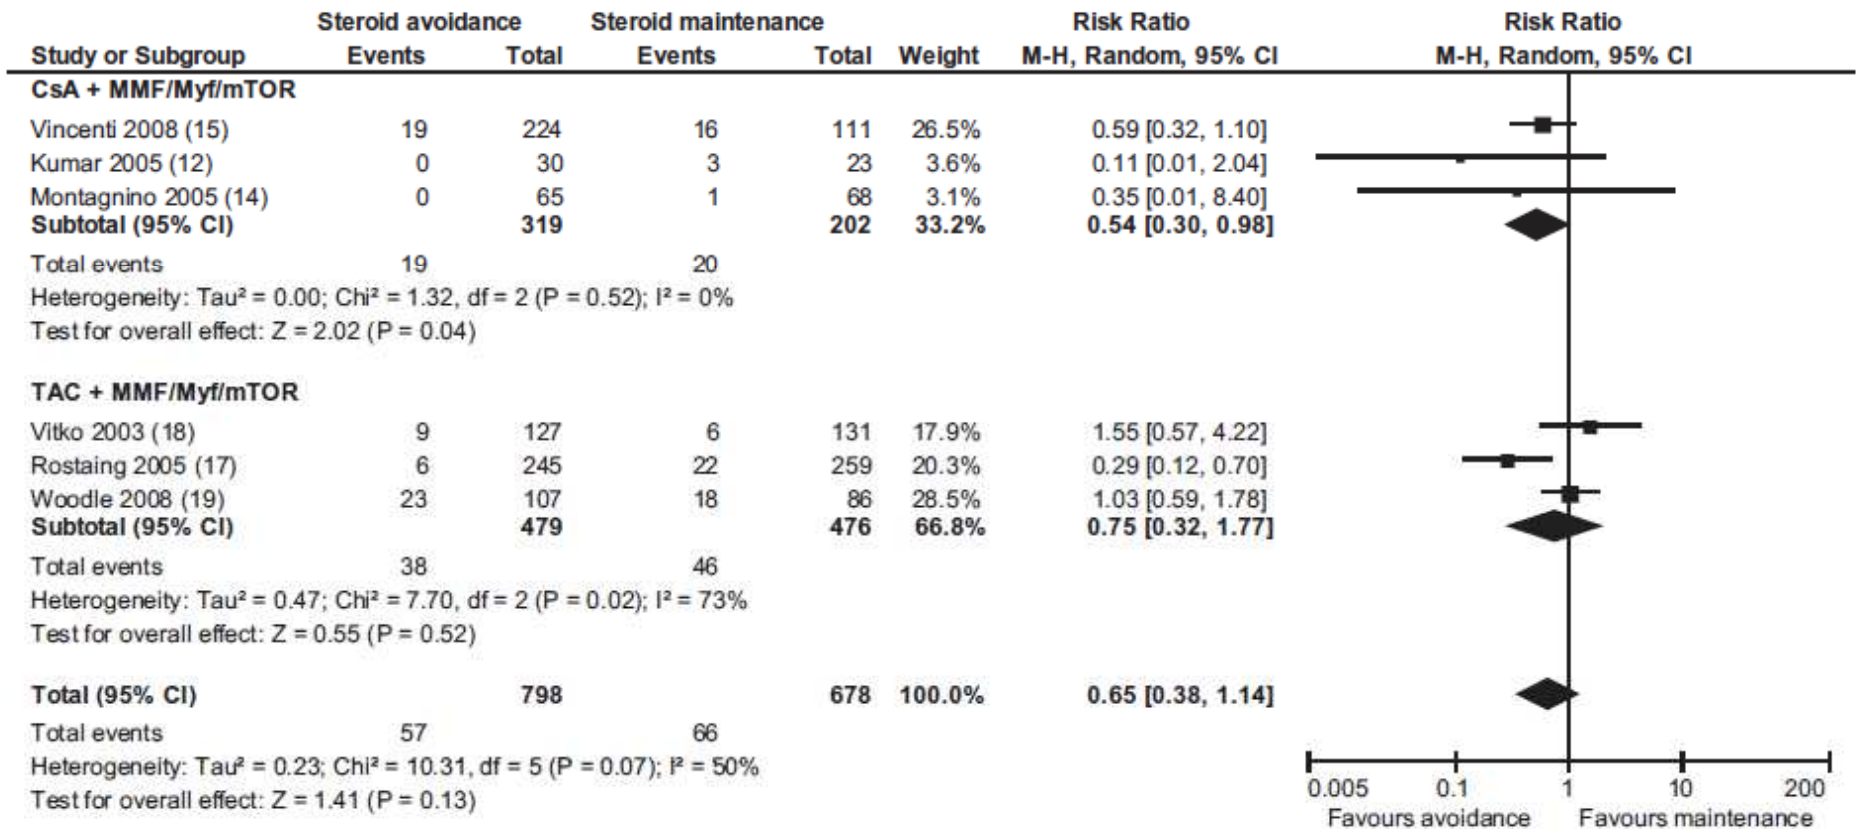 Steroid avoidance Steroid maintenance Risk Ratio Risk Ratio
Study or Subgroup Events Total Events Total Weight M-H, Random, 95% CI M-H, Random, 95% CI
CsA + MMF/Myf/mTOR
Vincenti 2008 (15) 19 224 16 111 26.5% 0.59 [0.32, 1.10]
Kumar 2005 (12) 0 30 3 23 3.6% 0.11 [0.01, 2.04]
Montagnino 2005 (14) 0 65 1 68 3.1% 0.35 [0.01, 8.40]
Subtotal (95% CI) 319 202 33.2% 0.54 [0.30, 0.98]
Total events 19 20
Heterogeneity: Tau² = 0.00; Chi² = 1.32, df = 2 (P = 0.52); I² = 0%
Test for overall effect: Z = 2.02 (P = 0.04)
TAC + MMF/Myf/mTOR
Vitko 2003 (18) 9 127 6 131 17.9% 1.55 [0.57, 4.22]
Rostaing 2005 (17) 6 245 22 259 20.3% 0.29 [0.12, 0.70]
Woodle 2008 (19) 23 107 18 86 28.5% 1.03 [0.59, 1.78]
Subtotal (95% CI) 479 476 66.8% 0.75 [0.32, 1.77]
Total events 38 46
Heterogeneity: Tau² = 0.47; Chi² = 7.70, df = 2 (P = 0.02); I² = 73%
Test for overall effect: Z = 0.55 (P = 0.52)
Total (95% CI) 798 678 100.0% 0.65 [0.38, 1.14]
Total events 57 66
Heterogeneity: Tau² = 0.23; Chi² = 10.31, df = 5 (P = 0.07); I² = 50%
Test for overall effect: Z = 1.41 (P = 0.13)
0.005 0.1 1 10 200
Favours avoidance Favours maintenance